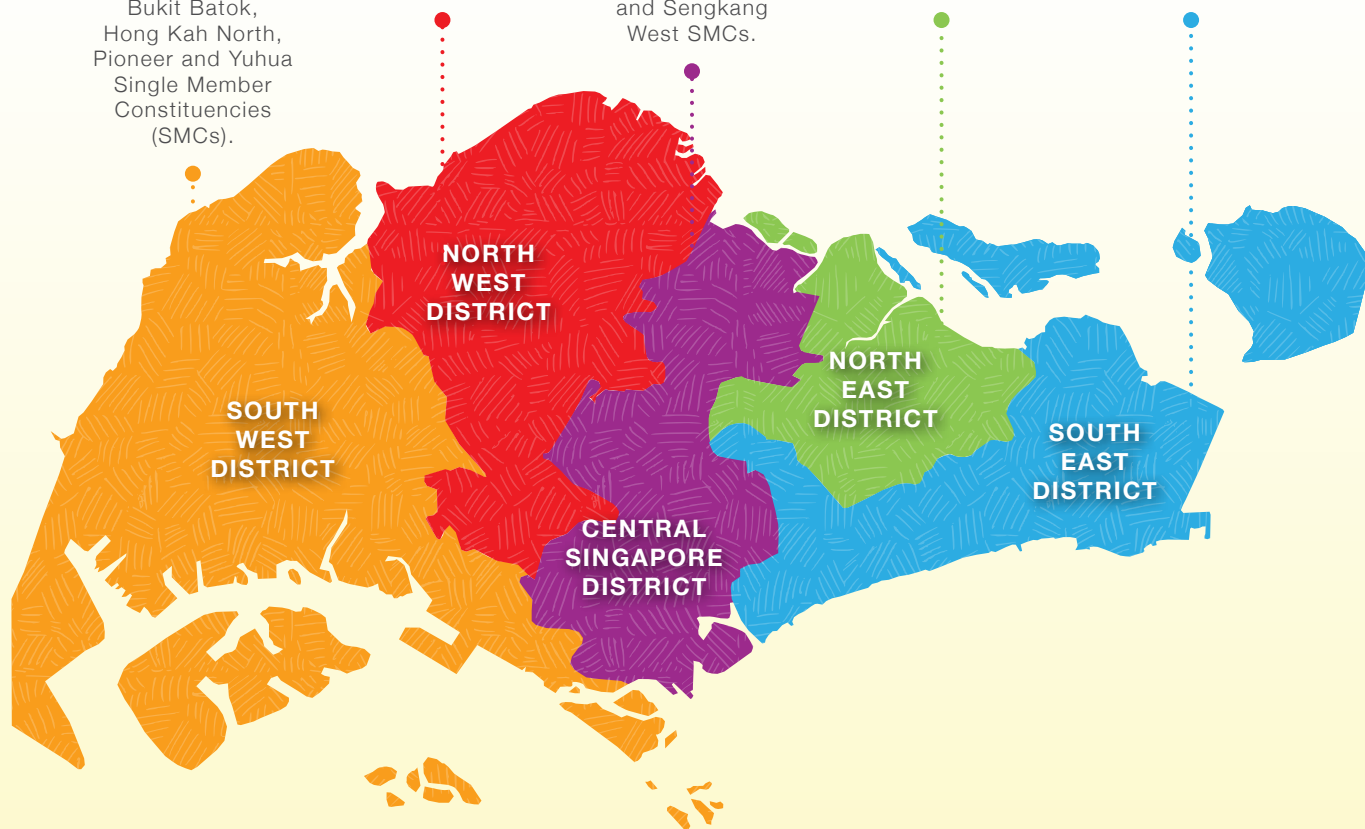 Bukit Batok,
Hong Kah North,
Pioneer and Yuhua
Single Member
Constituencies
(SMCs).
and Sengkang
West SMCs.
NORTH
WEST
DISTRICT
SOUTH
WEST
DISTRICT
CENTRAL
SINGAPORE
DISTRICT
NORTH
EAST
DISTRICT
SOUTH
EAST
DISTRICT